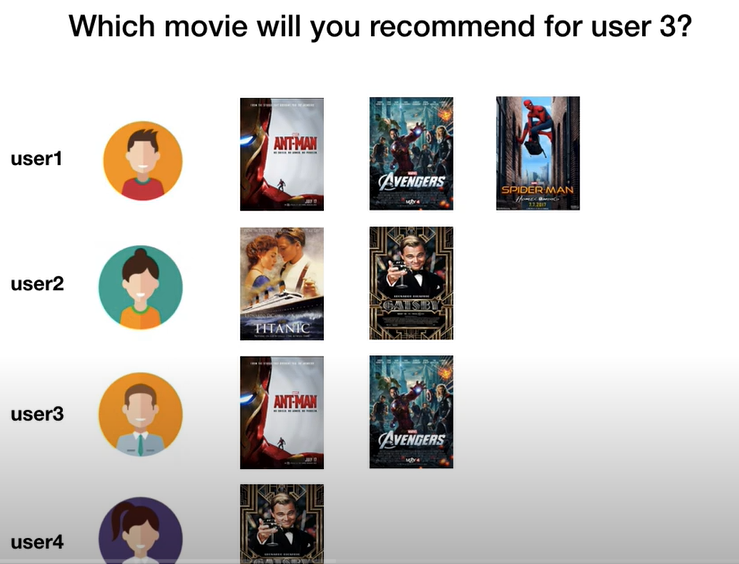 Which movie will you recommend for user 3?
user1
ANT-MAN
AVENGERS
SPIDER-MAN
user2
TITANIC
GATSBY
user3
ANT-MAN
AVENGERS
user4